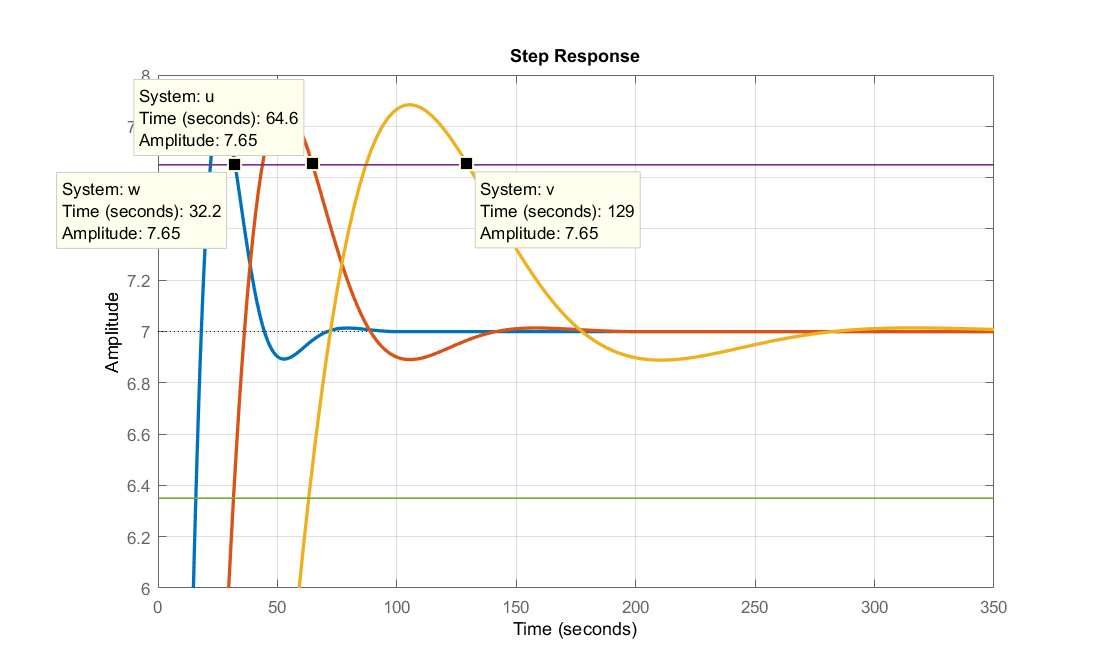 Step Response
8
System: u
Time (seconds): 64.6
Amplitude: 7.65
System: w
Time (seconds): 32.2
Amplitude: 7.65
System: v
Time (seconds): 129
Amplitude: 7.65
7.2
7
6.8
6.6
6.4
6.2
6
Amplitude
0
50
100
150
200
250
300
350
Time (seconds)